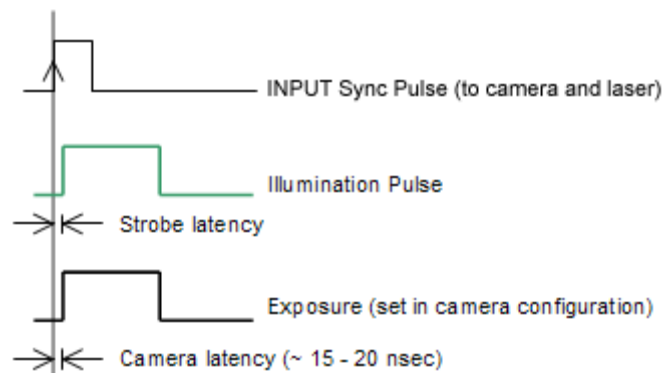 INPUT Sync Pulse (to camera and laser)
Illumination Pulse
Strobe latency
Exposure (set in camera configuration)
Camera latency (~ 15 - 20 nsec)